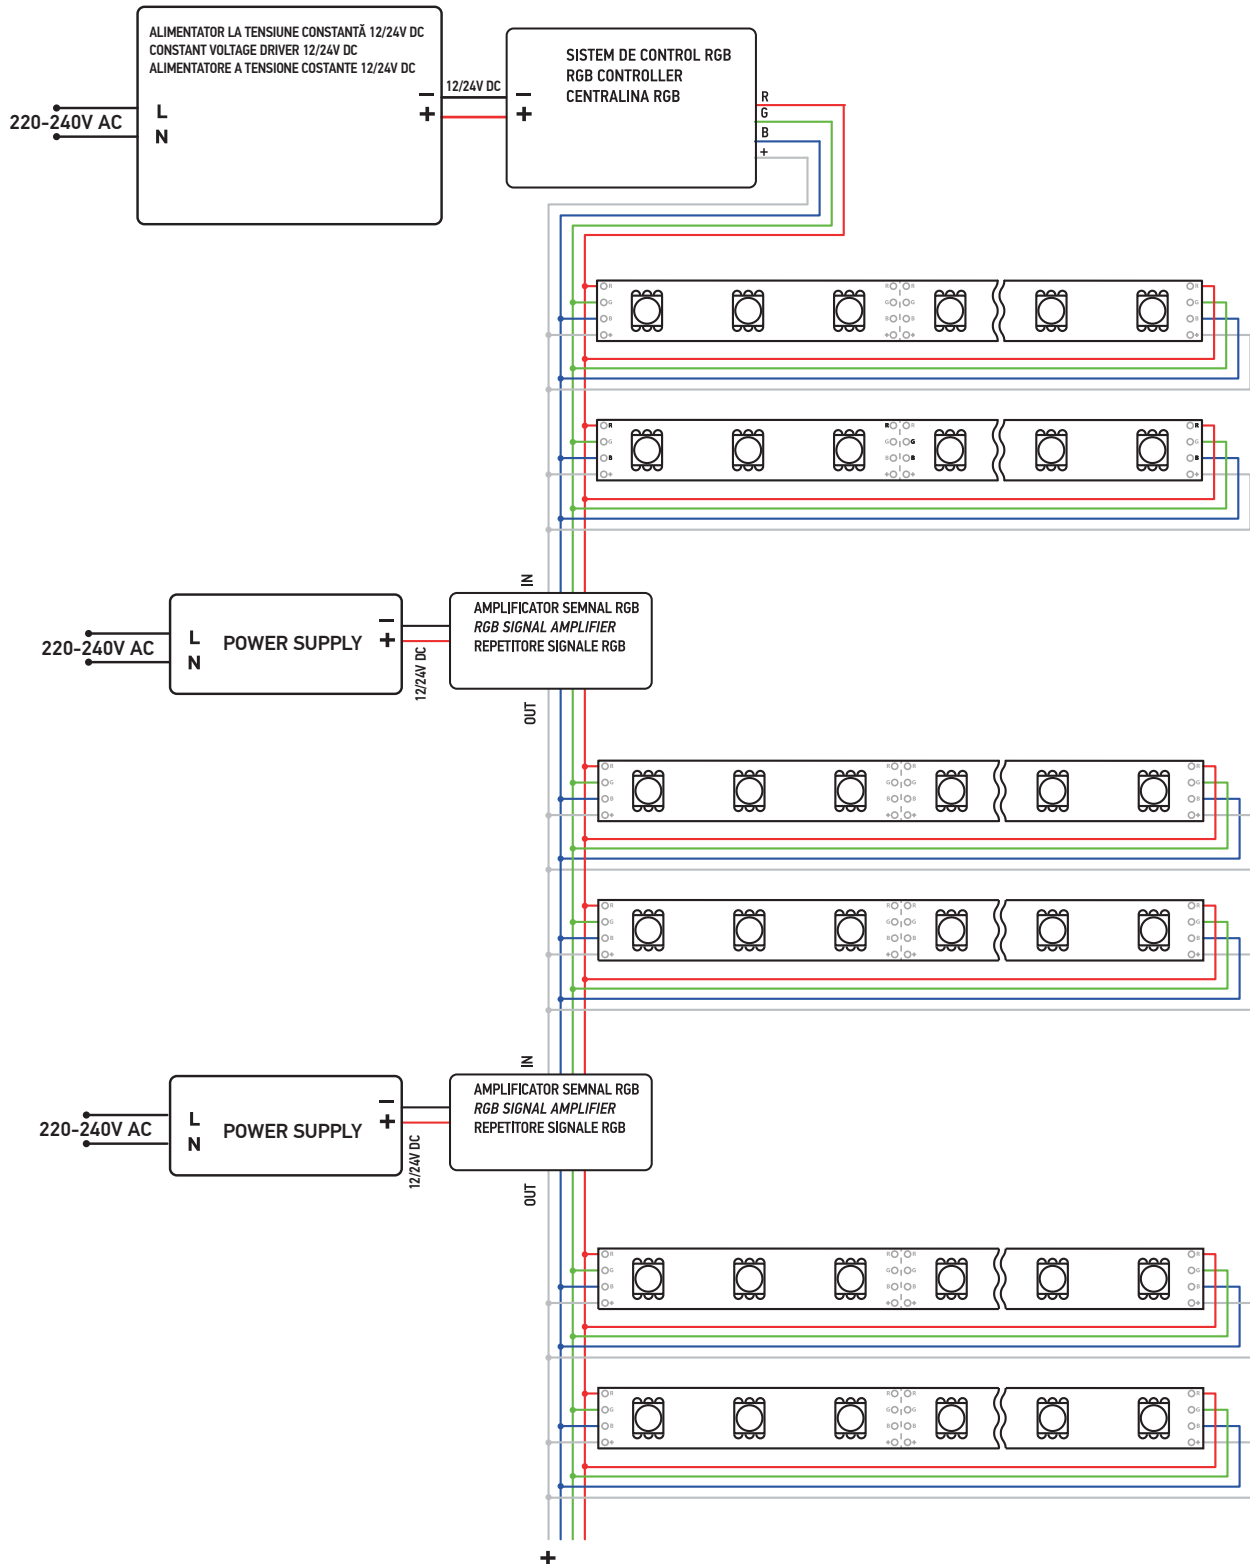 ALIMENTATOR LA TENSIUNE CONSTANTĂ 12/24V DC
CONSTANT VOLTAGE DRIVER 12/24V DC
ALIMENTATORE A TENSIONE COSTANTE 12/24V DC
220-240V AC
L
N
−
+
12/24V DC
−
+
SISTEM DE CONTROL RGB
RGB CONTROLLER
CENTRALINA RGB
R
G
B
+
R R R R
G G G G
B B B B
+ + + +
R R R R
G G G G
B B B B
+ + + +
IN
220-240V AC
L
N
POWER SUPPLY
−
+
12/24V DC
AMPLIFICATOR SEMNAL RGB
RGB SIGNAL AMPLIFIER
REPETITORE SIGNALE RGB
OUT
R R R R
G G G G
B B B B
+ + + +
R R R R
G G G G
B B B B
+ + + +
IN
220-240V AC
L
N
POWER SUPPLY
−
+
12/24V DC
AMPLIFICATOR SEMNAL RGB
RGB SIGNAL AMPLIFIER
REPETITORE SIGNALE RGB
OUT
R R R R
G G G G
B B B B
+ + + +
R R R R
G G G G
B B B B
+ + + +
+